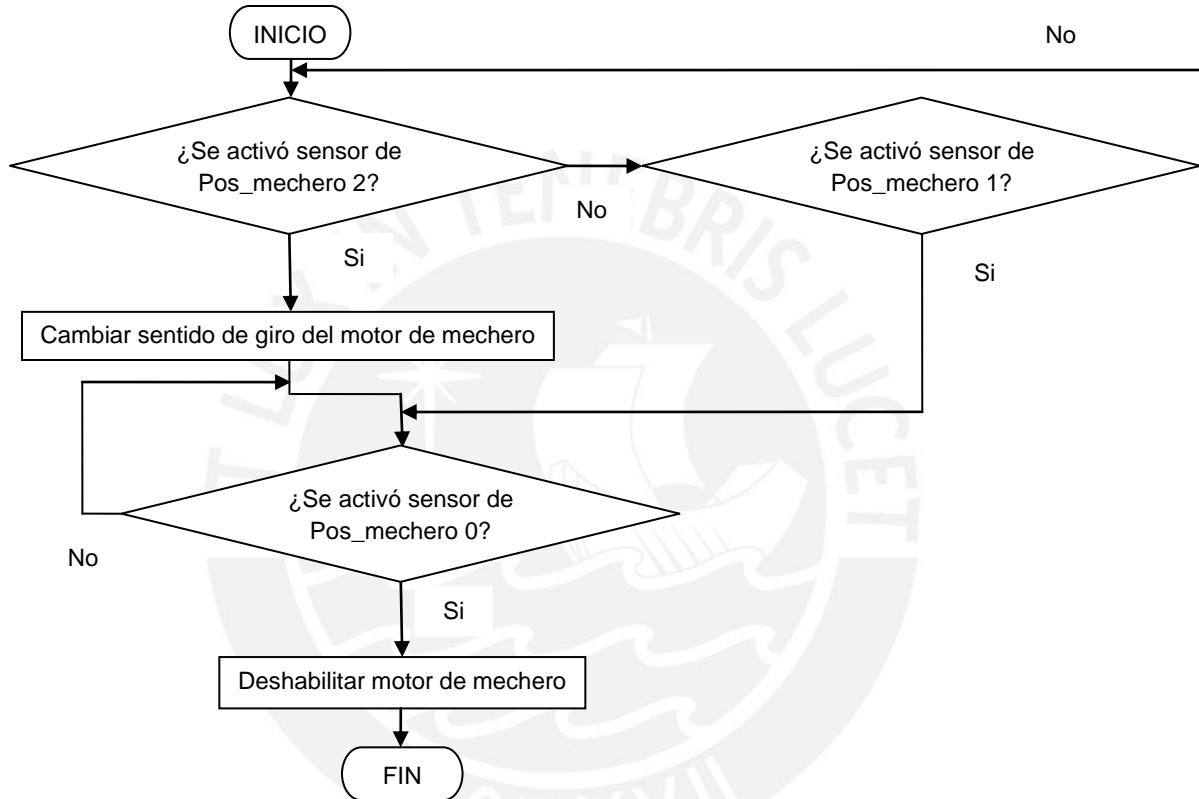 INICIO
No
¿Se activó sensor de
Pos_mechero 2?
¿Se activó sensor de
Pos_mechero 1?
No
Si
Si
Cambiar sentido de giro del motor de mechero
¿Se activó sensor de
Pos_mechero 0?
No
Si
Deshabilitar motor de mechero
FIN
LUCET